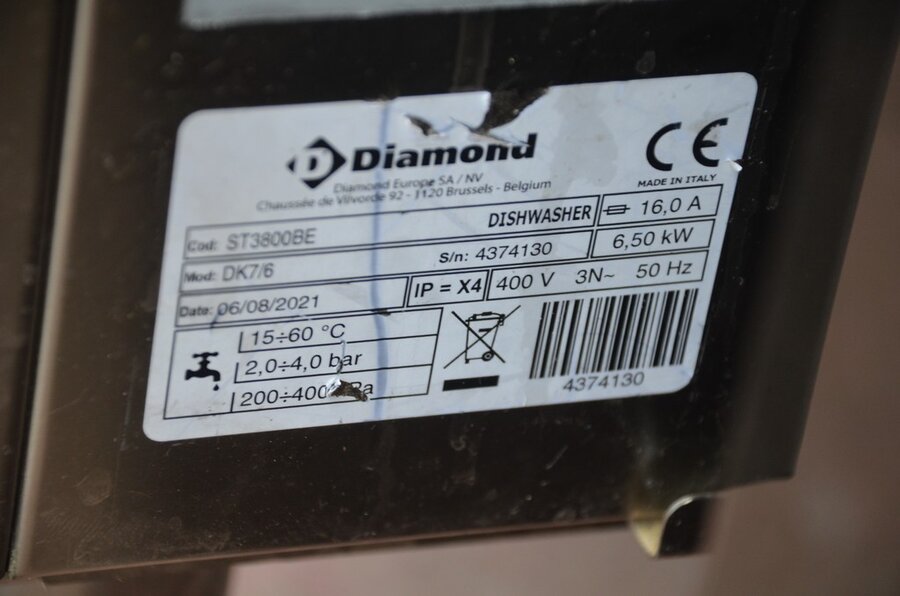 D Diamond
Diamond Europe SA / NV
Chaussée de Vilvorde 92 - 1120 Brussels - Belgium
CE
MADE IN ITALY
Cod: ST3800BE DISHWASHER 16,0 A
Mod: DK7/6 S/n: 4374130 6,50 kW
Date: 06/08/2021 IP = X4 400 V 3N~ 50 Hz
15÷60 °C
2,0÷4,0 bar
200÷400
4374130